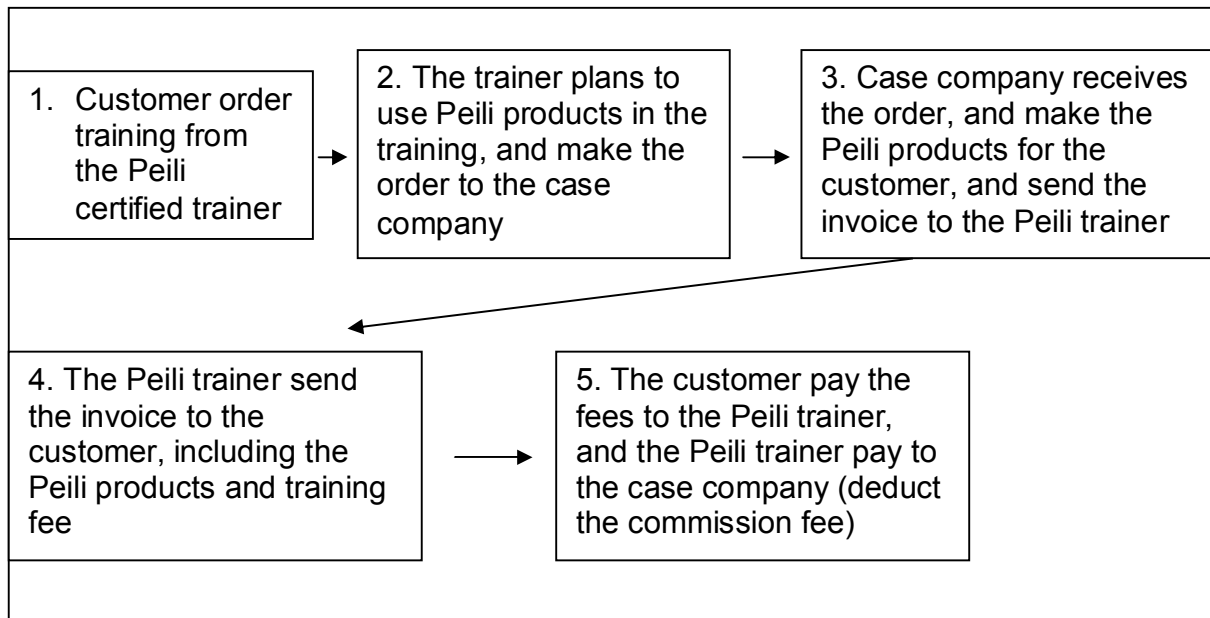 1. Customer order
training from
the Peili
certified trainer
2. The trainer plans to
use Peili products in the
training, and make the
order to the case
company
3. Case company receives
the order, and make the
Peili products for the
customer, and send the
invoice to the Peili trainer
4. The Peili trainer send
the invoice to the
customer, including the
Peili products and training
fee
5. The customer pay the
fees to the Peili trainer,
and the Peili trainer pay to
the case company (deduct
the commission fee)